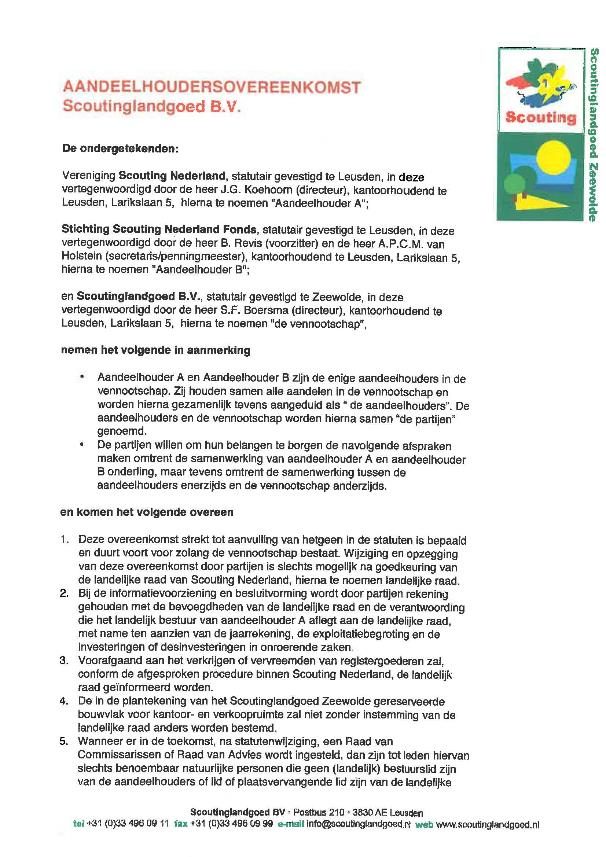 AANDEELHOUDERSOVEREENKOMST
Scoutinglandgoed B.V.
Scouting
Scoutinglandgoed Zeewolde
De ondergetekenden:
Vereniging Scouting Nederland, statutair gevestigd te Leusden, in deze
vertegenwoordigd door de heer J.G. Koehoorn (directeur), kantoorhoudend te
Leusden, Larikslaan 5, hierna te noemen "Aandeelhouder A";
Stichting Scouting Nederland Fonds, statutair gevestigd te Leusden, in deze
vertegenwoordigd door de heer B. Revis (voorzitter) en de heer A.P.C.M. van
Holstein (secretaris/penningmeester), kantoorhoudend te Leusden, Larikslaan 5,
hierna te noemen "Aandeelhouder B";
en Scoutinglandgoed B.V., statutair gevestigd te Zeewolde, in deze
vertegenwoordigd door de heer S.F. Boersma (directeur), kantoorhoudend te
Leusden, Larikslaan 5, hierna te noemen "de vennootschap",
nemen het volgende in aanmerking
• Aandeelhouder A en Aandeelhouder B zijn de enige aandeelhouders in de
vennootschap. Zij houden samen alle aandelen in de vennootschap en
worden hierna gezamenlijk tevens aangeduid als " de aandeelhouders". De
aandeelhouders en de vennootschap worden hierna samen "de partijen"
genoemd.
• De partijen willen om hun belangen te borgen de navolgende afspraken
maken omtrent de samenwerking van aandeelhouder A en aandeelhouder
B onderling, maar tevens omtrent de samenwerking tussen de
aandeelhouders enerzijds en de vennootschap anderzijds.
en komen het volgende overeen
1. Deze overeenkomst strekt tot aanvulling van hetgeen in de statuten is bepaald
en duurt voort voor zolang de vennootschap bestaat. Wijziging en opzegging
van deze overeenkomst door partijen is slechts mogelijk na goedkeuring van
de landelijke raad van Scouting Nederland, hierna te noemen landelijke raad.
2. Bij de informatievoorziening en besluitvorming wordt door partijen rekening
gehouden met de bevoegdheden van de landelijke raad en de verantwoording
die het landelijk bestuur van aandeelhouder A aflegt aan de landelijke raad,
met name ten aanzien van de jaarrekening, de exploitatiebegroting en de
investeringen of desinvesteringen in onroerende zaken.
3. Voorafgaand aan het verkrijgen of vervreemden van registergoederen zal,
conform de afgesproken procedure binnen Scouting Nederland, de landelijk
raad geïnformeerd worden.
4. De in de plantekening van het Scoutinglandgoed Zeewolde gereserveerde
bouwvlak voor kantoor- en verkoopruimte zal niet zonder instemming van de
landelijke raad anders worden bestemd.
5. Wanneer er in de toekomst, na statutenwijziging, een Raad van
Commissarissen of Raad van Advies wordt ingesteld, dan zijn tot leden hiervan
slechts benoembaar natuurlijke personen die geen (landelijk) bestuurslid zijn
van de aandeelhouders of lid of plaatsvervangende lid zijn van de landelijke
Scoutinglandgoed BV - Postbus 210 - 3830 AE Leusden
tel +31 (0)33 496 09 11 fax +31 (0)33 496 09 99 e-mail info@scoutinglandgoed.nl web www.scoutinglandgoed.nl